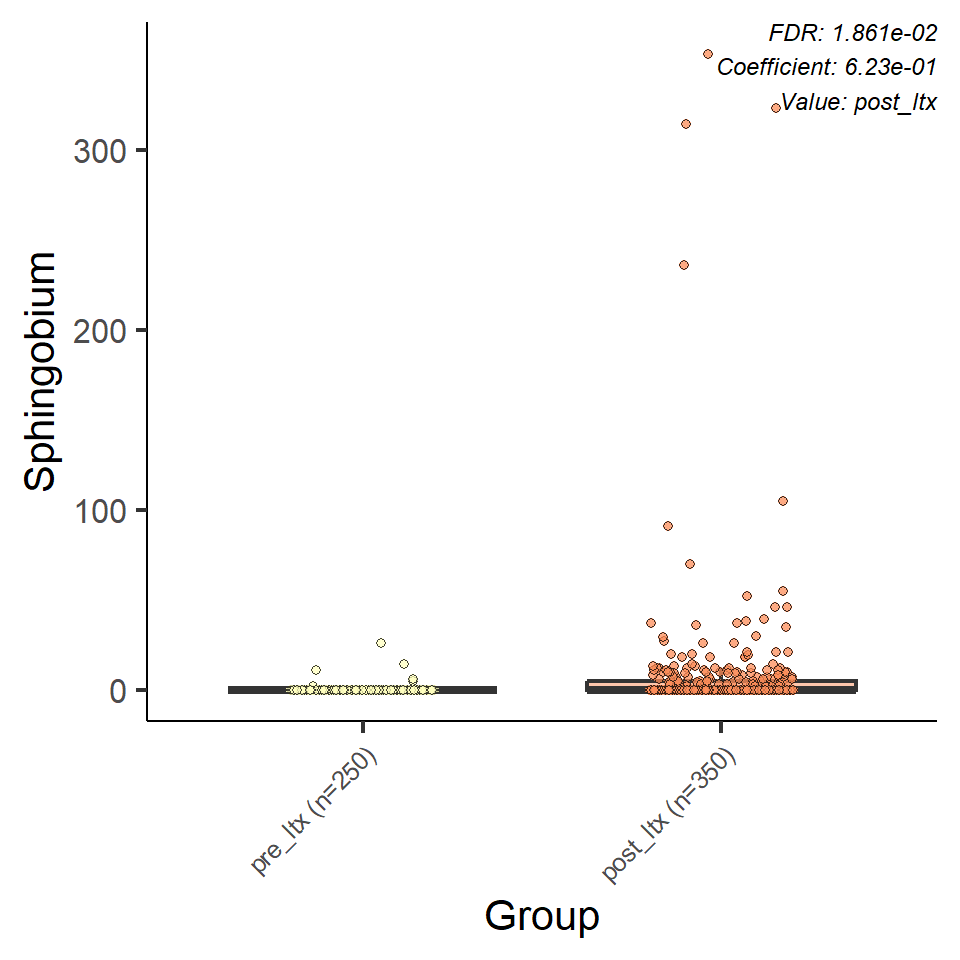 FDR: 1.861e-02
Coefficient: 6.23e-01
Value: post_ltx
Sphingobium
300
200
100
0
pre_ltx (n=250)
post_ltx (n=350)
Group